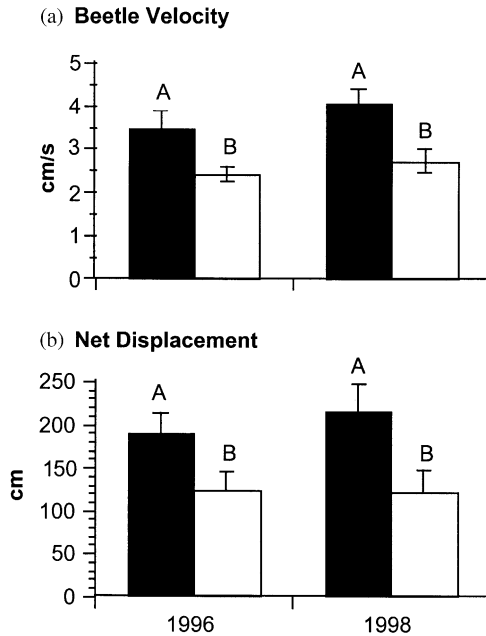 (a) Beetle Velocity
5
4
3
2
1
0
cm/s
A
B
A
B
(b) Net Displacement
250
200
150
100
50
0
cm
A
B
A
B
1996 1998